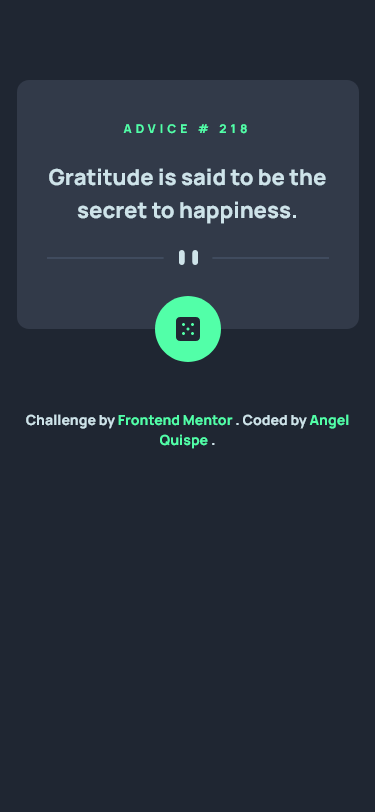 ADVICE # 218
Gratitude is said to be the
secret to happiness.
Challenge by Frontend Mentor . Coded by Angel
Quispe .